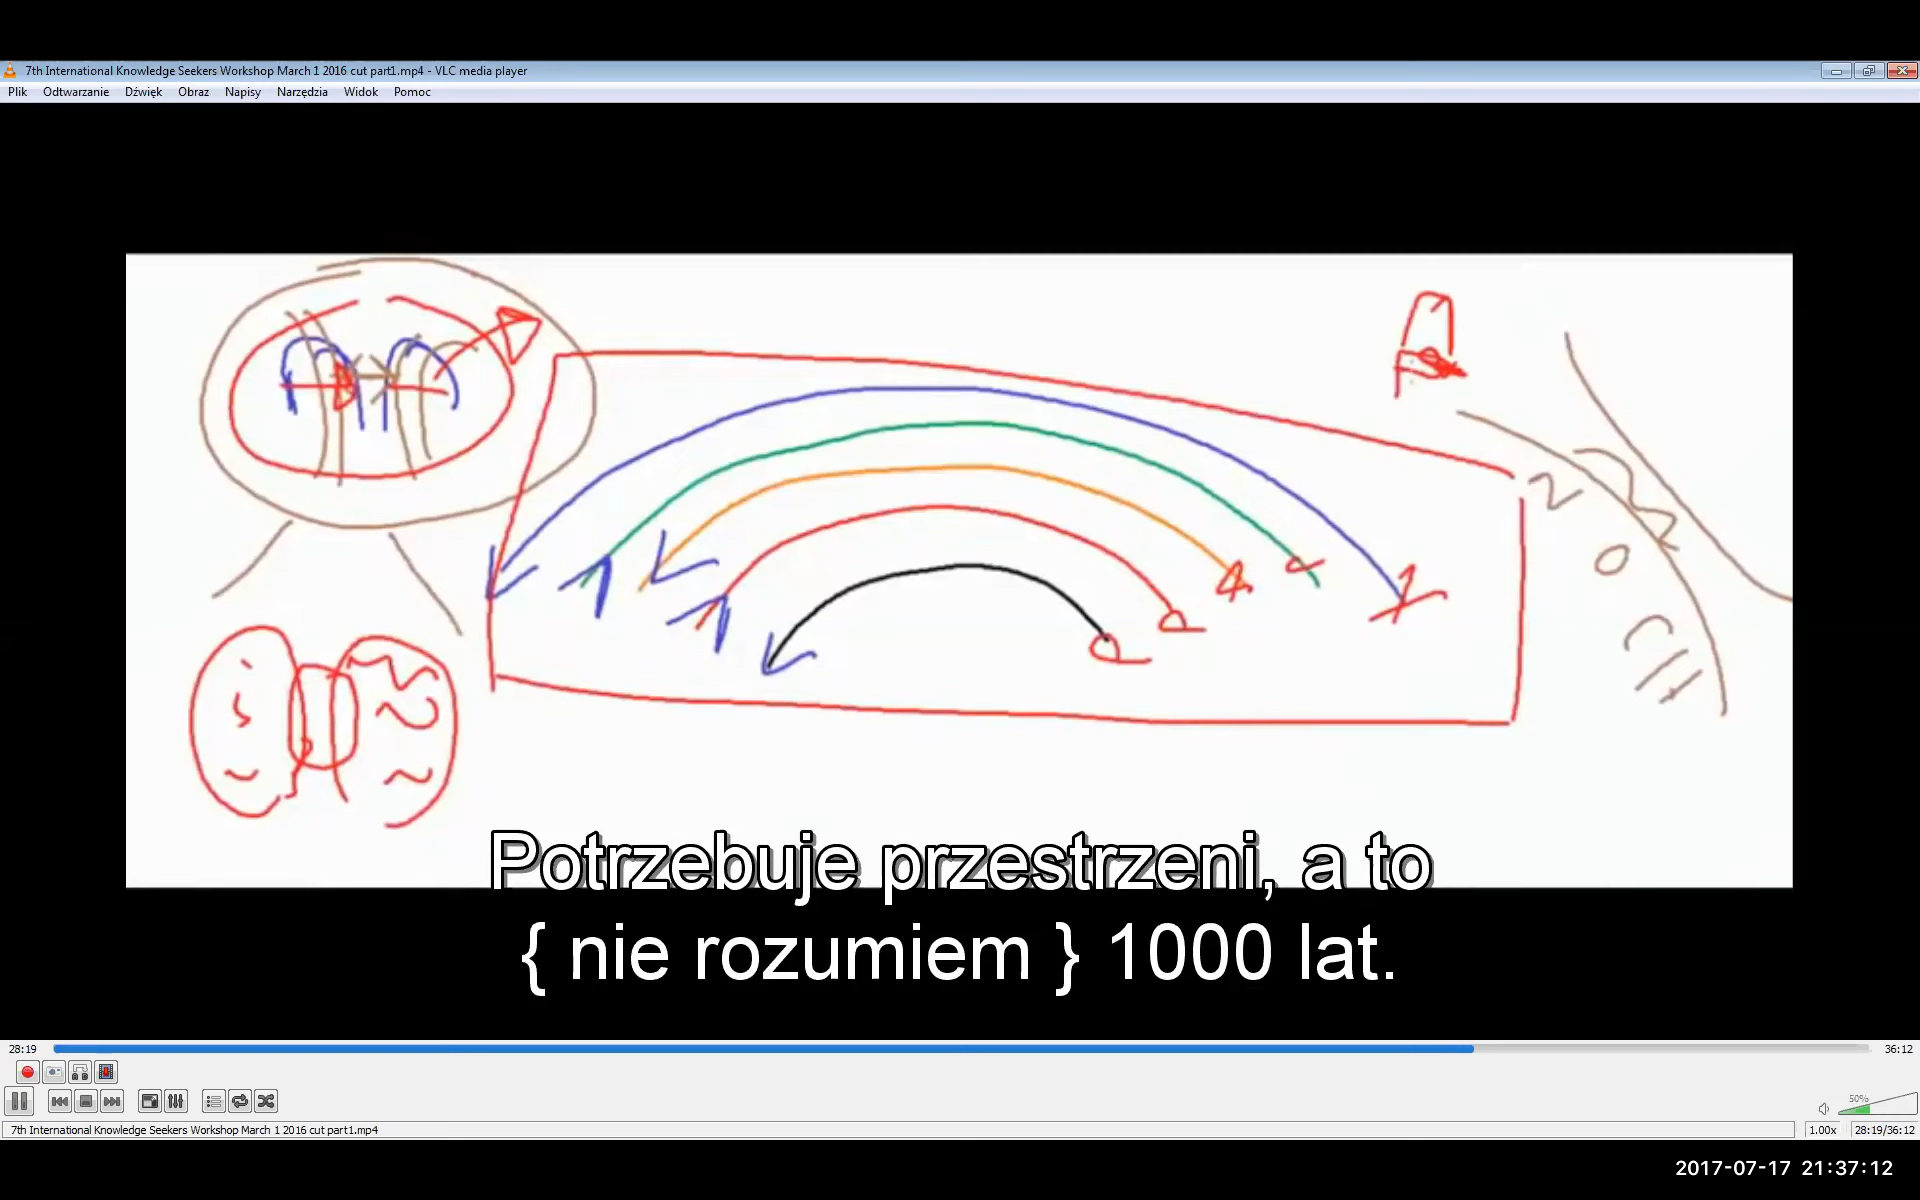 7th International Knowledge Seekers Workshop March 1 2016 cut part1.mp4 - VLC media player
Plik Odtwarzanie Dźwięk Obraz Napisy Narzędzia Widok Pomoc
Potrzebuje przestrzeni, a to
{ nie rozumiem } 1000 lat.
28:19 36:12
50%
7th International Knowledge Seekers Workshop March 1 2016 cut part1.mp4 1.00x 28:19/36:12
2017-07-17 21:37:12